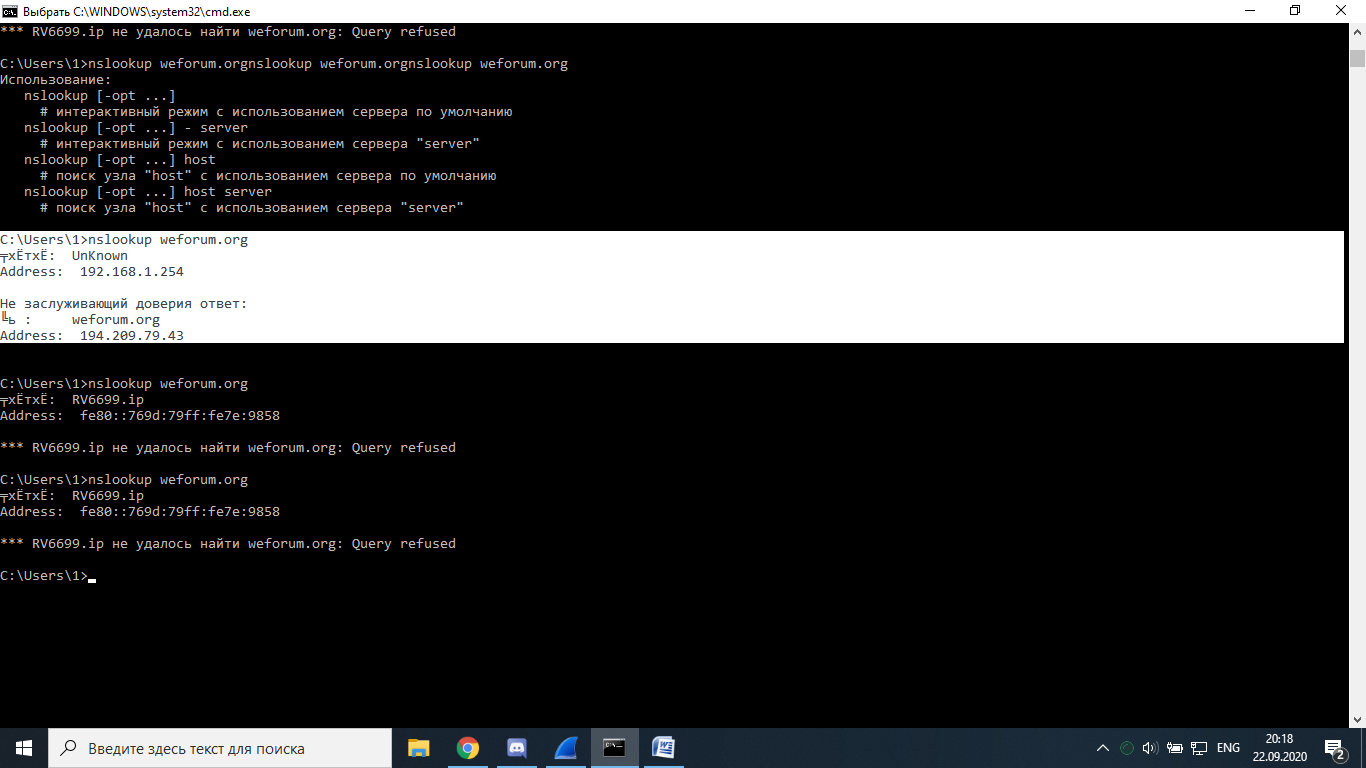 Выбрать C:\WINDOWS\system32\cmd.exe
*** RV6699.ip не удалось найти weforum.org: Query refused
C:\Users\1>nslookup weforum.orgnslookup weforum.orgnslookup weforum.org
Использование:
nslookup [-opt ...]
# интерактивный режим с использованием сервера по умолчанию
nslookup [-opt ...] - server
# интерактивный режим с использованием сервера "server"
nslookup [-opt ...] host
# поиск узла "host" с использованием сервера по умолчанию
nslookup [-opt ...] host server
# поиск узла "host" с использованием сервера "server"
C:\Users\1>nslookup weforum.org
╤хЁтхЁ:  UnKnown
Address:  192.168.1.254
Не заслуживающий доверия ответ:
╚ь :     weforum.org
Address:  194.209.79.43
C:\Users\1>nslookup weforum.org
╤хЁтхЁ:  RV6699.ip
Address:  fe80::769d:79ff:fe7e:9858
*** RV6699.ip не удалось найти weforum.org: Query refused
C:\Users\1>nslookup weforum.org
╤хЁтхЁ:  RV6699.ip
Address:  fe80::769d:79ff:fe7e:9858
*** RV6699.ip не удалось найти weforum.org: Query refused
C:\Users\1>
Введите здесь текст для поиска
ENG
20:18
22.09.2020
2